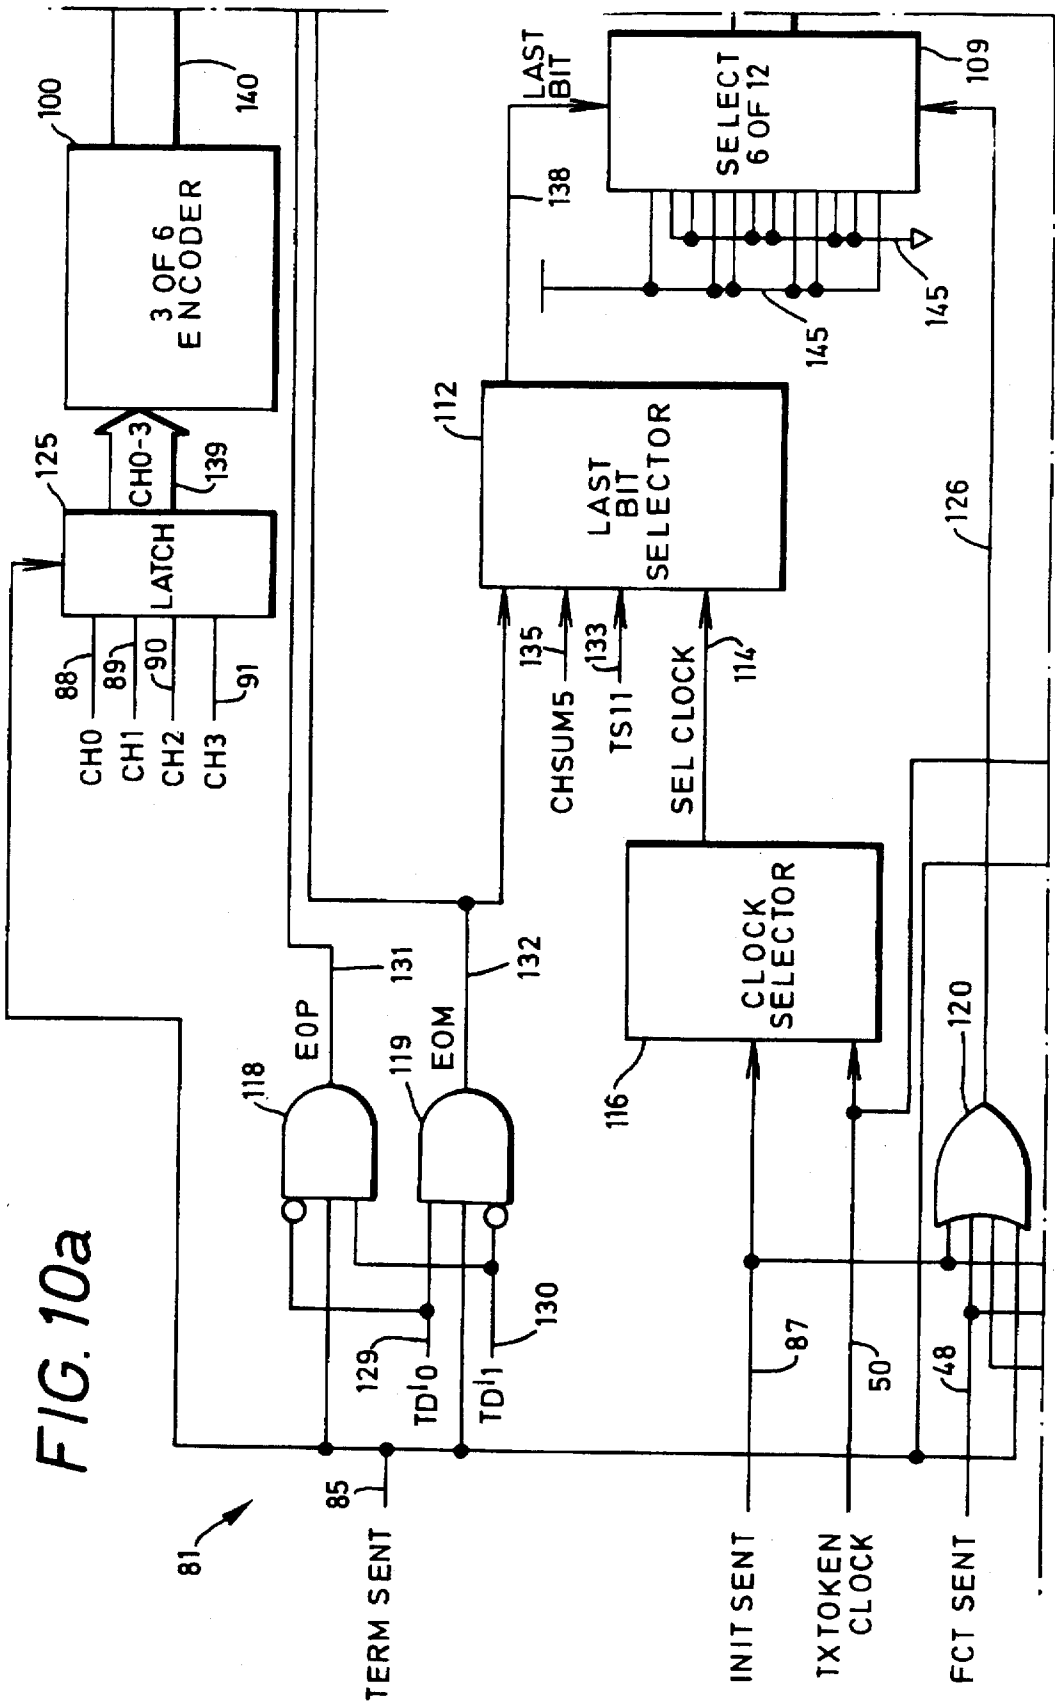 FIG. 10a
81
TERM SENT
85
129
TD'0
TD'1
130
118
EOP
131
119
EOM
132
CH0
88
CH1
89
CH2
90
CH3
91
125
LATCH
CH0-3
139
100
3 OF 6
ENCODER
140
INIT SENT
87
TXTOKEN
CLOCK
50
FCT SENT
48
116
CLOCK
SELECTOR
120
SEL CLOCK
114
CHSUM5
135
TS11
133
112
LAST
BIT
SELECTOR
138
LAST
BIT
SELECT
6 OF 12
109
145
145
126